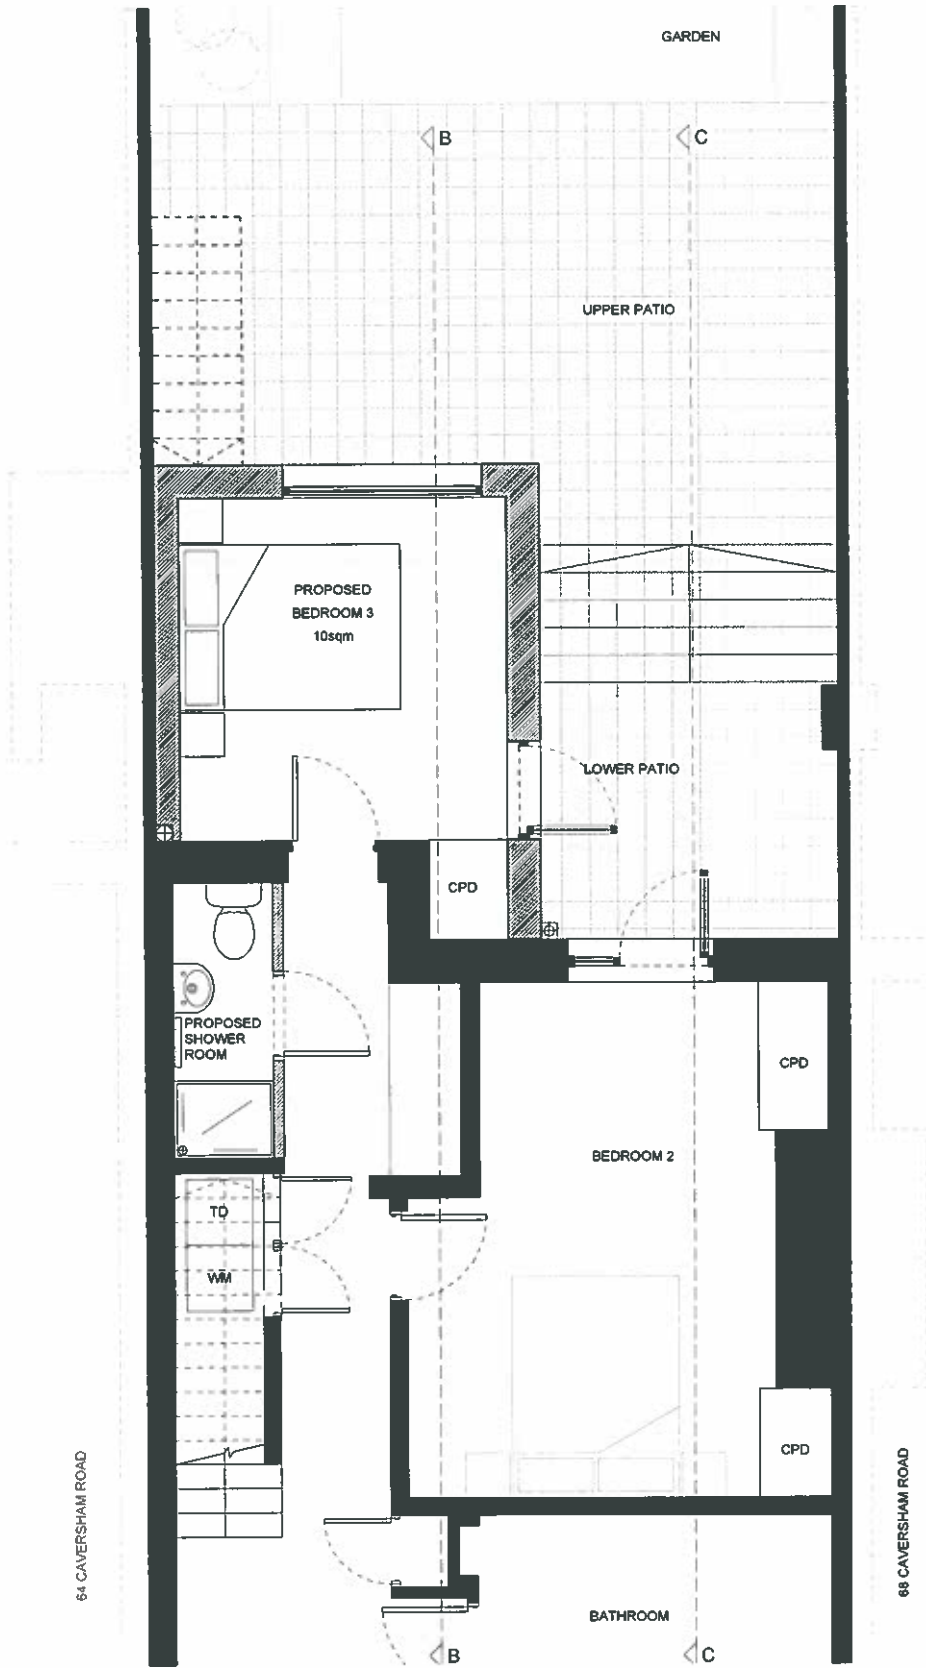 GARDEN
B
C
UPPER PATIO
PROPOSED
BEDROOM 3
10sqm
LOWER PATIO
CPD
PROPOSED
SHOWER
ROOM
CPD
BEDROOM 2
TD
WM
CPD
64 CAVERSHAM ROAD
68 CAVERSHAM ROAD
BATHROOM
B
C